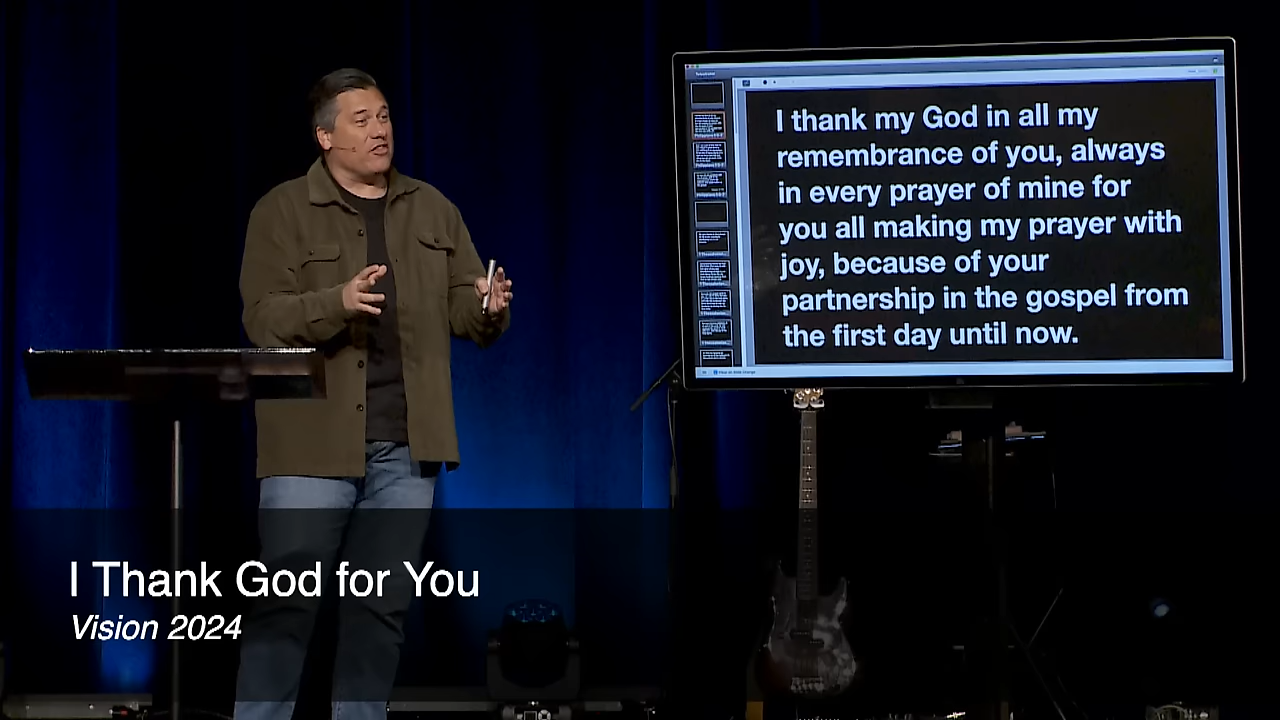 I thank my God in all my
remembrance of you, always
in every prayer of mine for
you all making my prayer with
joy, because of your
partnership in the gospel from
the first day until now.
I Thank God for You
Vision 2024